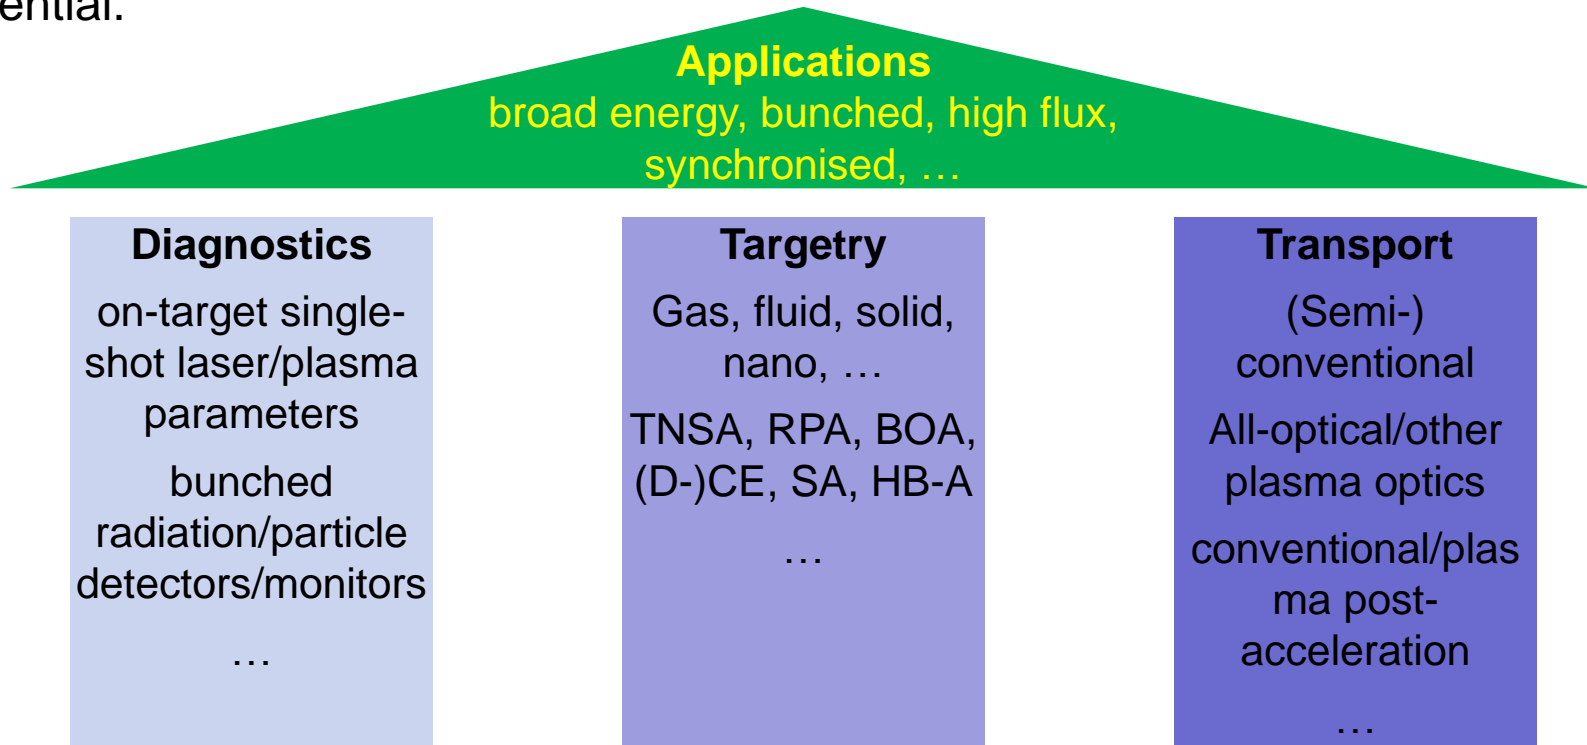 ential.
Applications
broad energy, bunched, high flux,
synchronised, …
Diagnostics
on-target single-
shot laser/plasma
parameters
bunched
radiation/particle
detectors/monitors
…
Targetry
Gas, fluid, solid,
nano, …
TNSA, RPA, BOA,
(D-)CE, SA, HB-A
…
Transport
(Semi-)
conventional
All-optical/other
plasma optics
conventional/plas
ma post-
acceleration
…